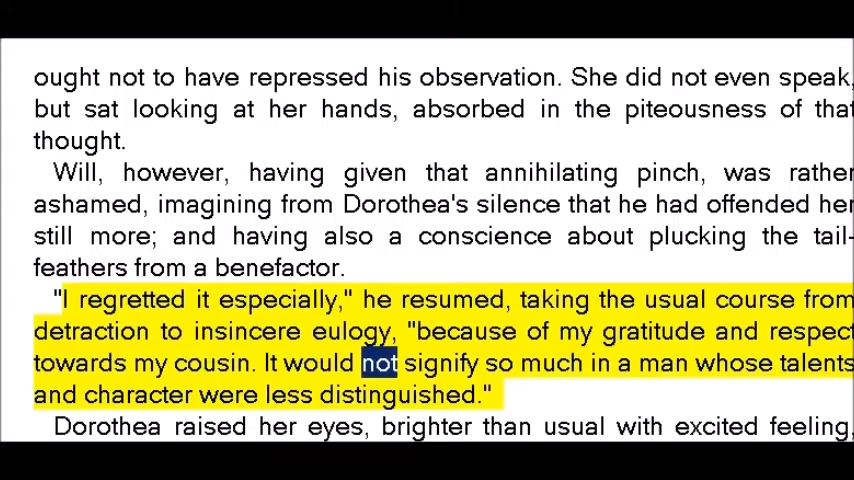 ought not to have repressed his observation. She did not even speak,
but sat looking at her hands, absorbed in the piteousness of that
thought.
Will, however, having given that annihilating pinch, was rather
ashamed, imagining from Dorothea's silence that he had offended her
still more; and having also a conscience about plucking the tail-
feathers from a benefactor.
"I regretted it especially," he resumed, taking the usual course from
detraction to insincere eulogy, "because of my gratitude and respect
towards my cousin. It would not signify so much in a man whose talents
and character were less distinguished."
Dorothea raised her eyes, brighter than usual with excited feeling,